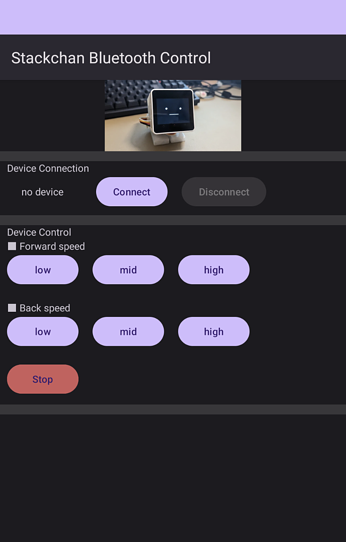 Stackchan Bluetooth Control
Device Connection
no device Connect Disconnect
Device Control
Forward speed
low mid high
Back speed
low mid high
Stop